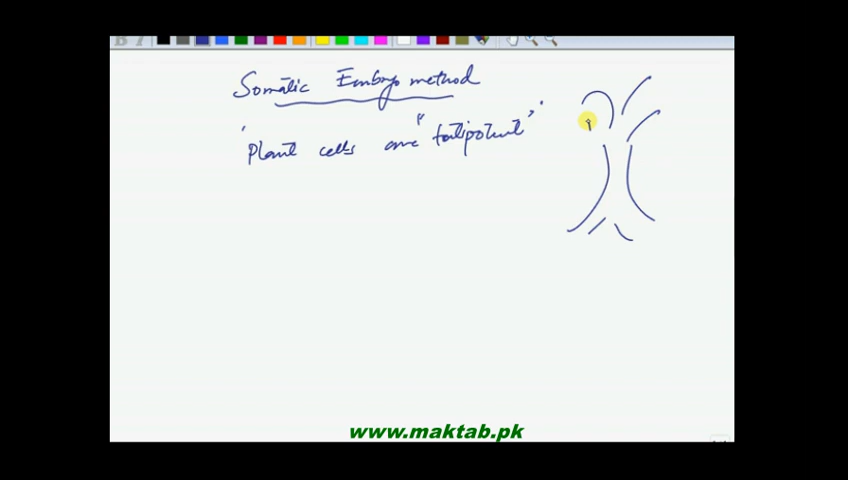 Somatic Embryo method
"Plant cells are "totipotent"
www.maktab.pk